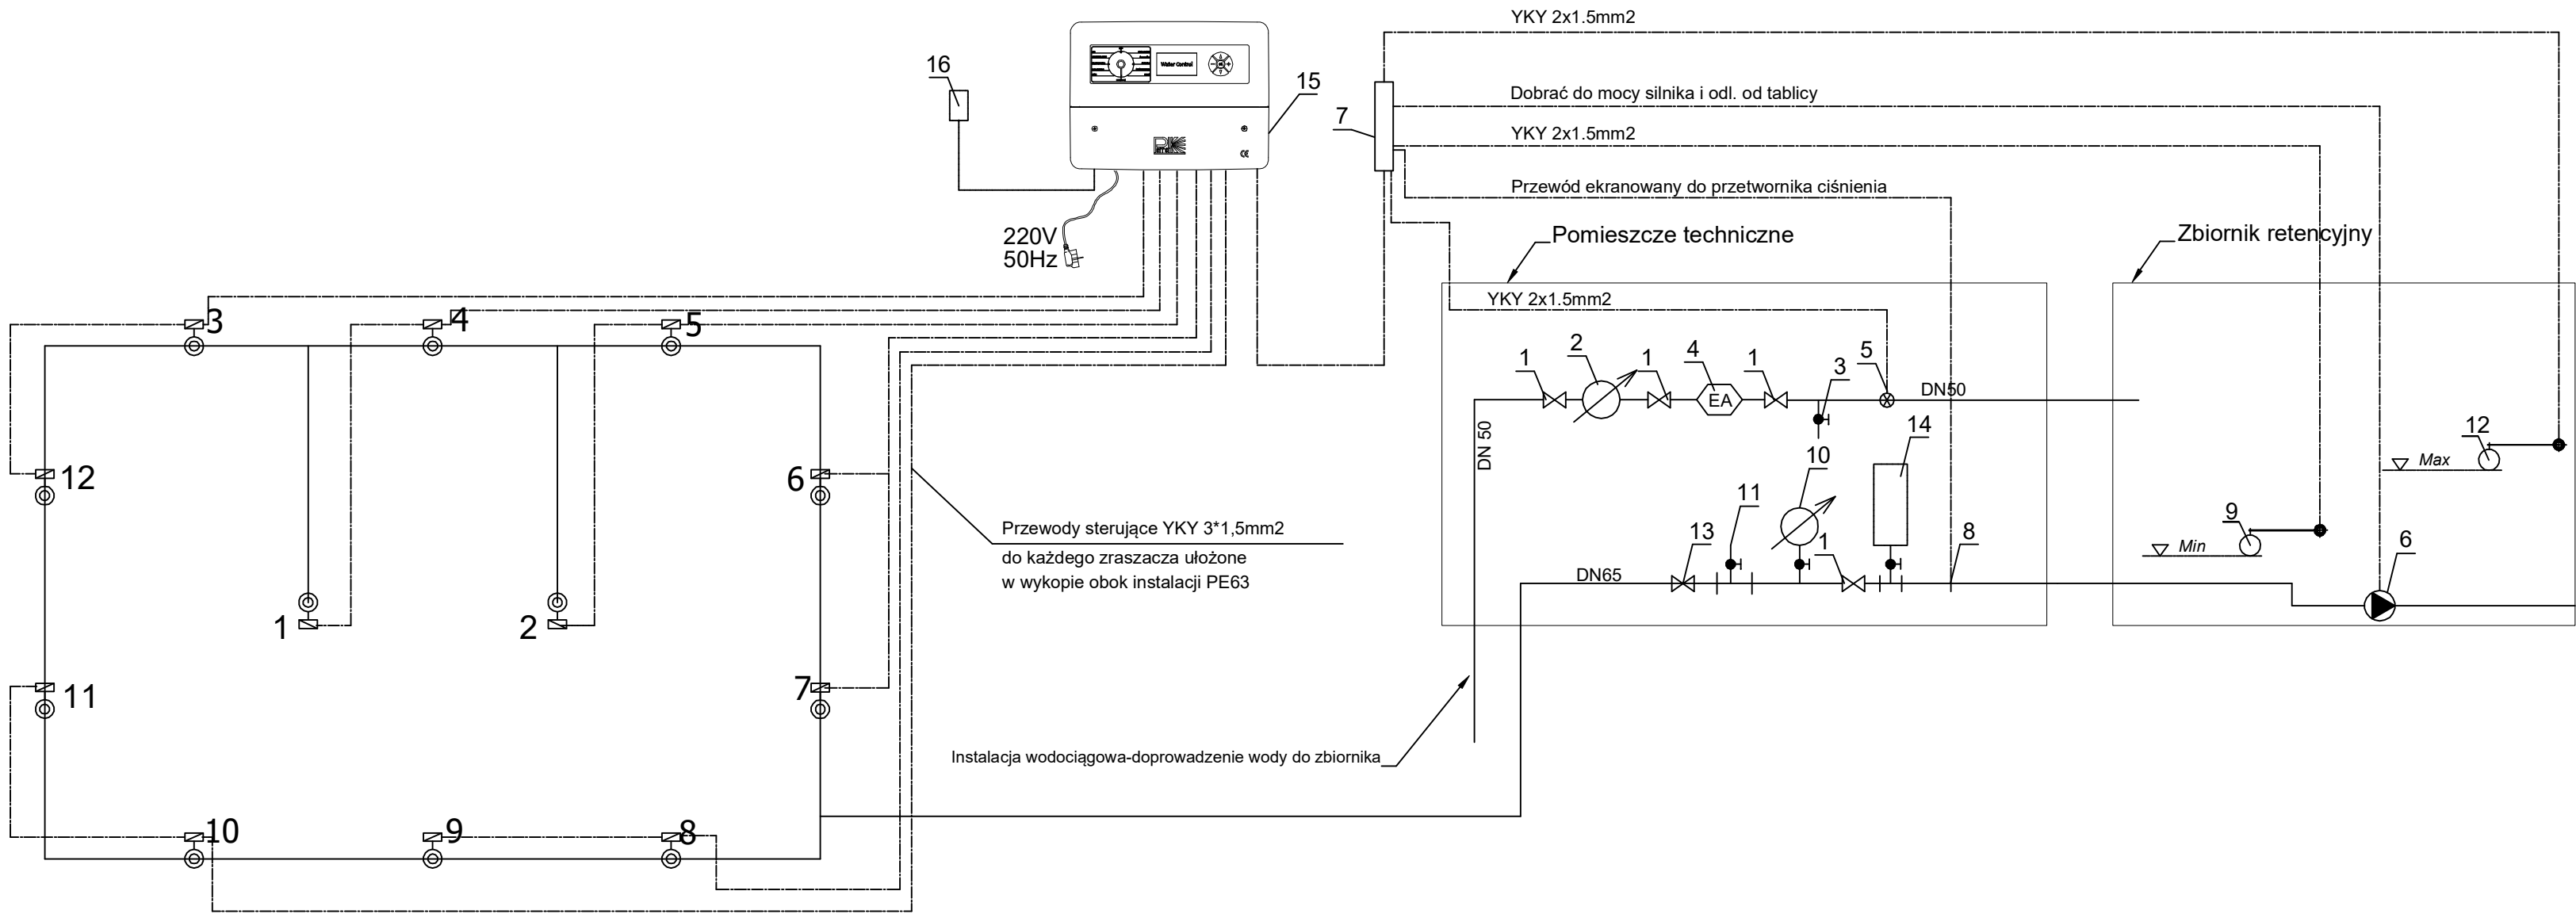 YKY 2x1.5mm2
16
Water Control
15
Dobrać do mocy silnika i odl. od tablicy
7
YKY 2x1.5mm2
CE
Przewód ekranowany do przetwornika ciśnienia
220V
50Hz
Pomieszcze techniczne
Zbiornik retencyjny
YKY 2x1.5mm2
3
4
5
1
2
1
4
1
3
5
EA
DN50
DN 50
14
12
Max
12
6
10
11
13
1
8
9
Min
6
DN65
Przewody sterujące YKY 3*1,5mm2
do każdego zraszacza ułożone
w wykopie obok instalacji PE63
1
2
11
7
Instalacja wodociągowa-doprowadzenie wody do zbiornika
10
9
8